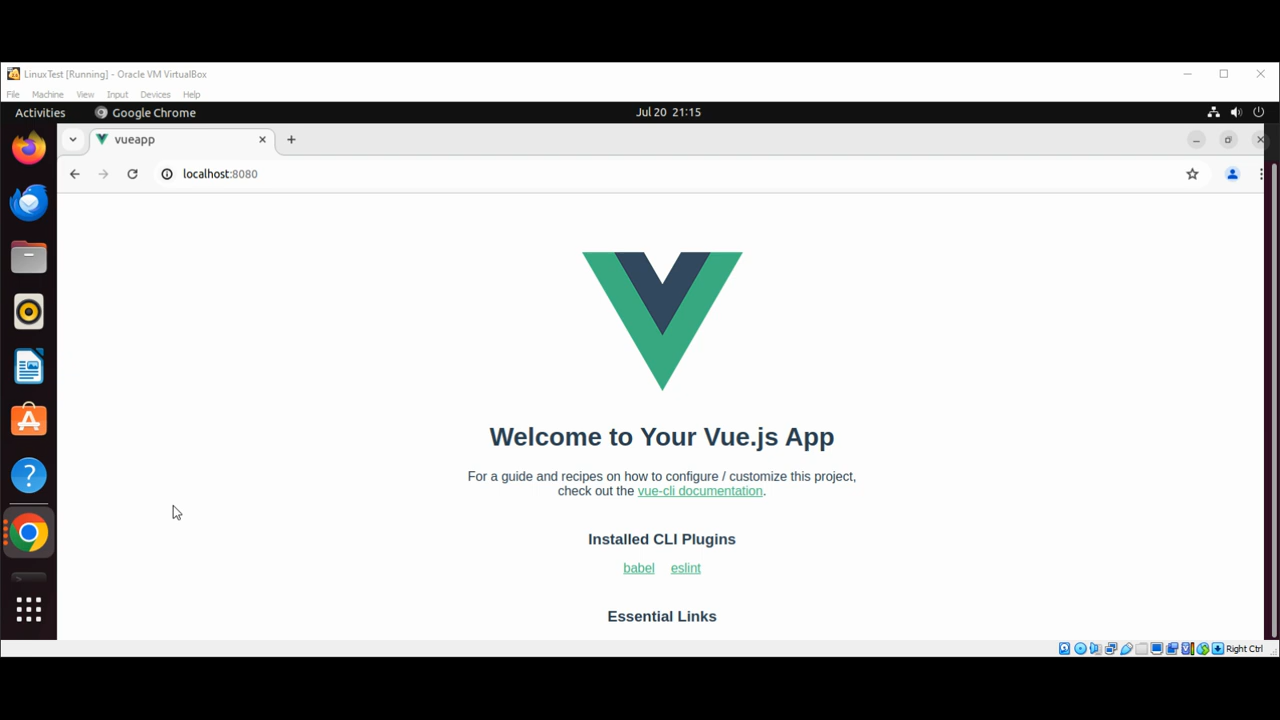 LinuxTest [Running] - Oracle VM VirtualBox
File Machine View Input Devices Help
Activities Google Chrome Jul 20 21:15
vueapp
localhost:8080
Welcome to Your Vue.js App
For a guide and recipes on how to configure / customize this project,
check out the vue-cli documentation.
Installed CLI Plugins
babel eslint
Essential Links
Right Ctrl